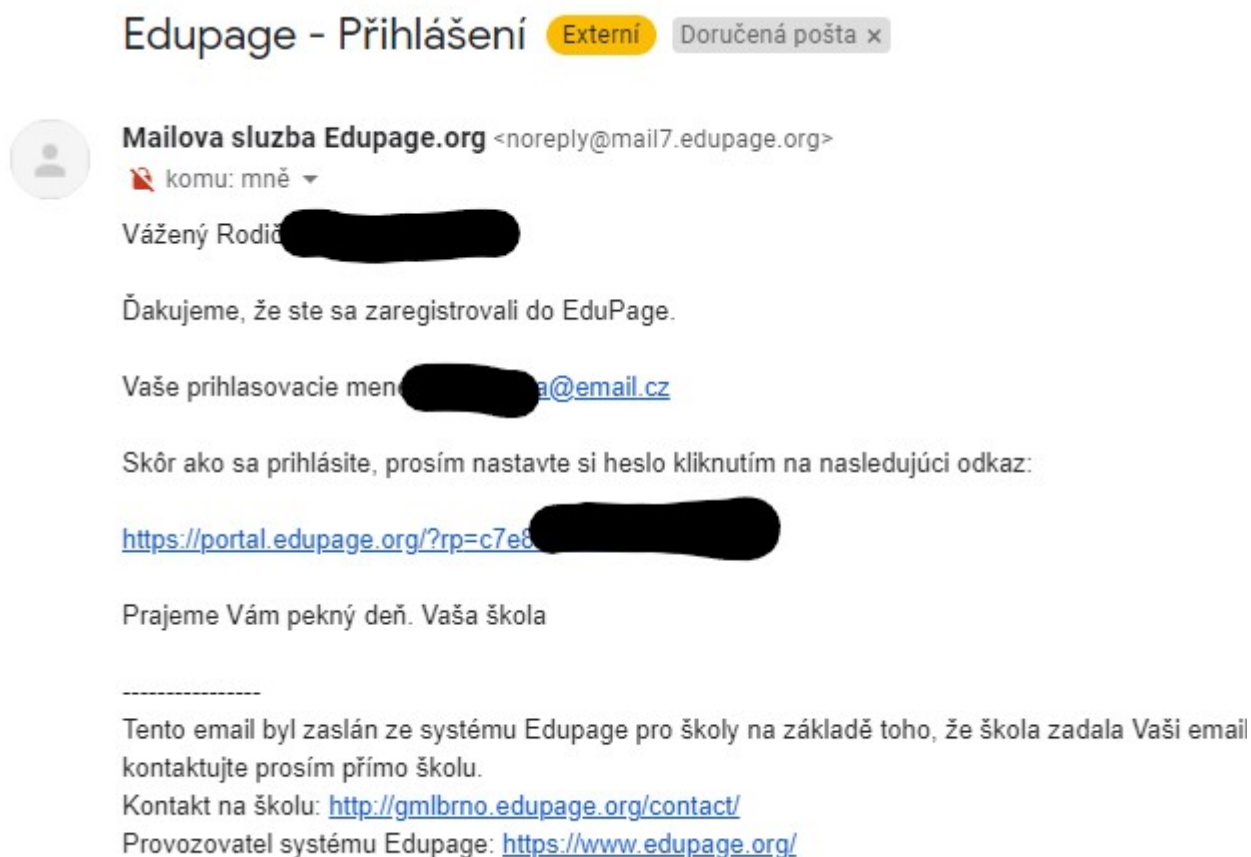 Edupage - Přihlášení Externí Doručená pošta ×
Mailova sluzba Edupage.org <noreply@mail7.edupage.org>
komu: mně
Vážený Rodič
Ďakujeme, že ste sa zaregistrovali do EduPage.
Vaše prihlasovacie men a@email.cz
Skôr ako sa prihlásite, prosím nastavte si heslo kliknutím na nasledujúci odkaz:
https://portal.edupage.org/?rp=c7e8
Prajeme Vám pekný deň. Vaša škola
----------------
Tento email byl zaslán ze systému Edupage pro školy na základě toho, že škola zadala Vaši email
kontaktujte prosím přímo školu.
Kontakt na školu: http://gmlbrno.edupage.org/contact/
Provozovatel systému Edupage: https://www.edupage.org/